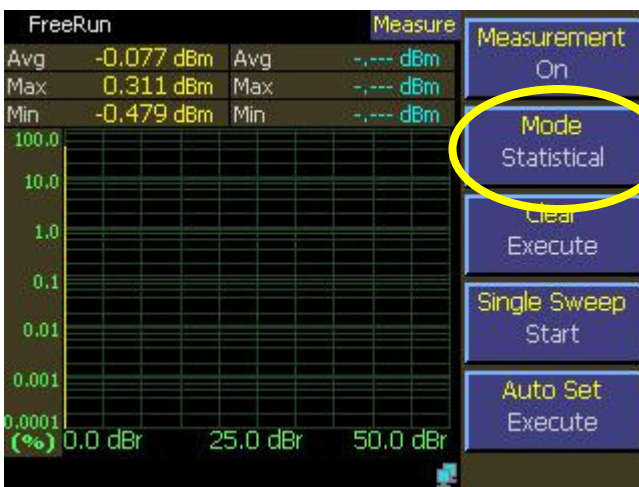 FreeRun Measure
Avg -0.077 dBm Avg -.--- dBm
Max 0.311 dBm Max -.--- dBm
Min -0.479 dBm Min -.--- dBm
100.0
10.0
1.0
0.1
0.01
0.001
0.0001
(%) 0.0 dBr 25.0 dBr 50.0 dBr
Measurement
On
Mode
Statistical
Clear
Execute
Single Sweep
Start
Auto Set
Execute